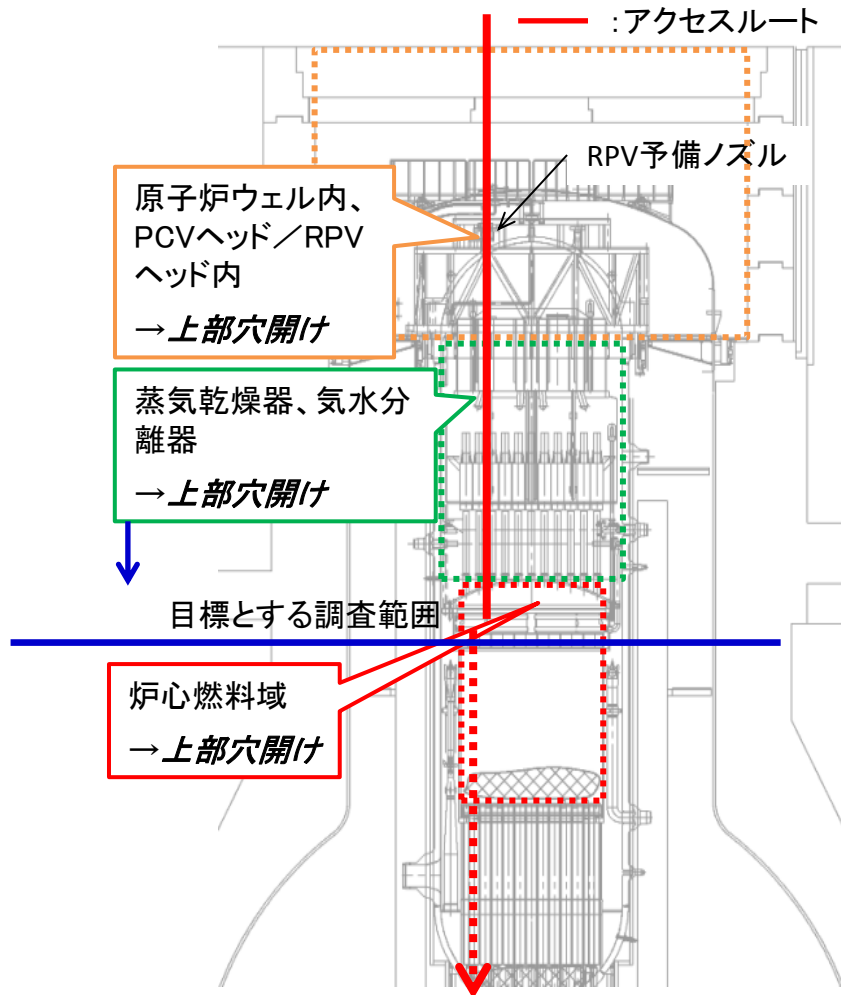 ：アクセスルート
RPV予備ノズル
原子炉ウェル内、
PCVヘッド／RPV
ヘッド内
→上部穴開け
蒸気乾燥器、気水分
離器
→上部穴開け
目標とする調査範囲
炉心燃料域
→上部穴開け